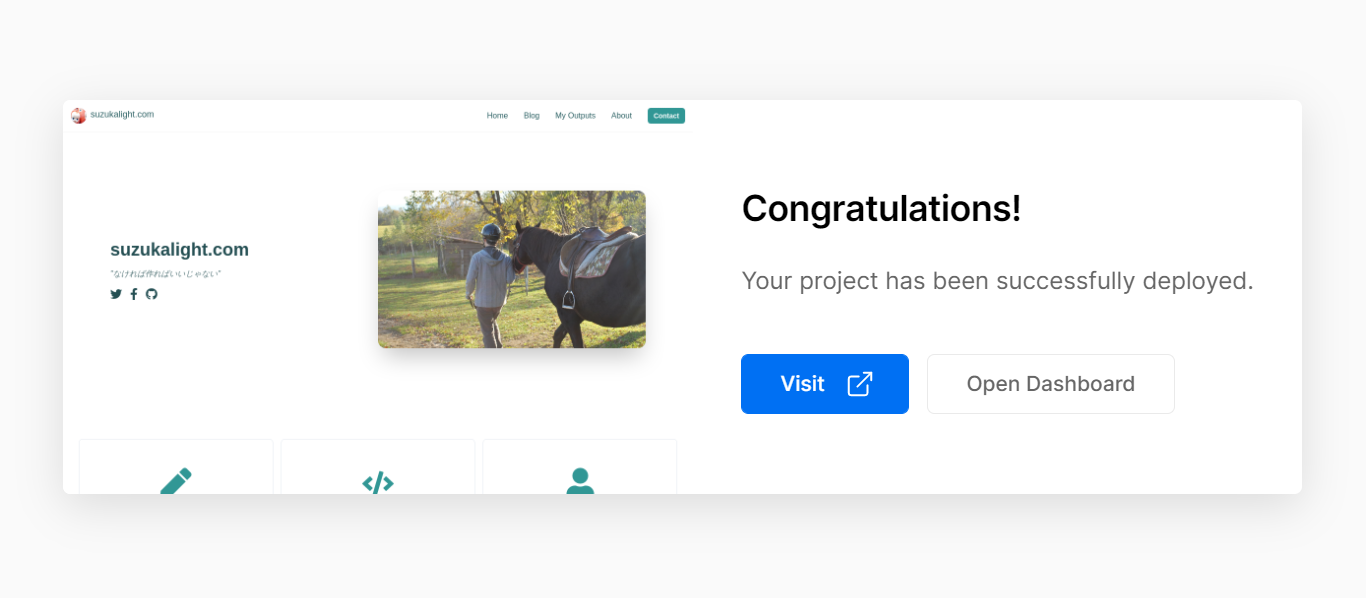 suzukalight.com
Home Blog My Outputs About Contact
suzukalight.com
"なければ作ればいいじゃない"
Congratulations!
Your project has been successfully deployed.
Visit
Open Dashboard